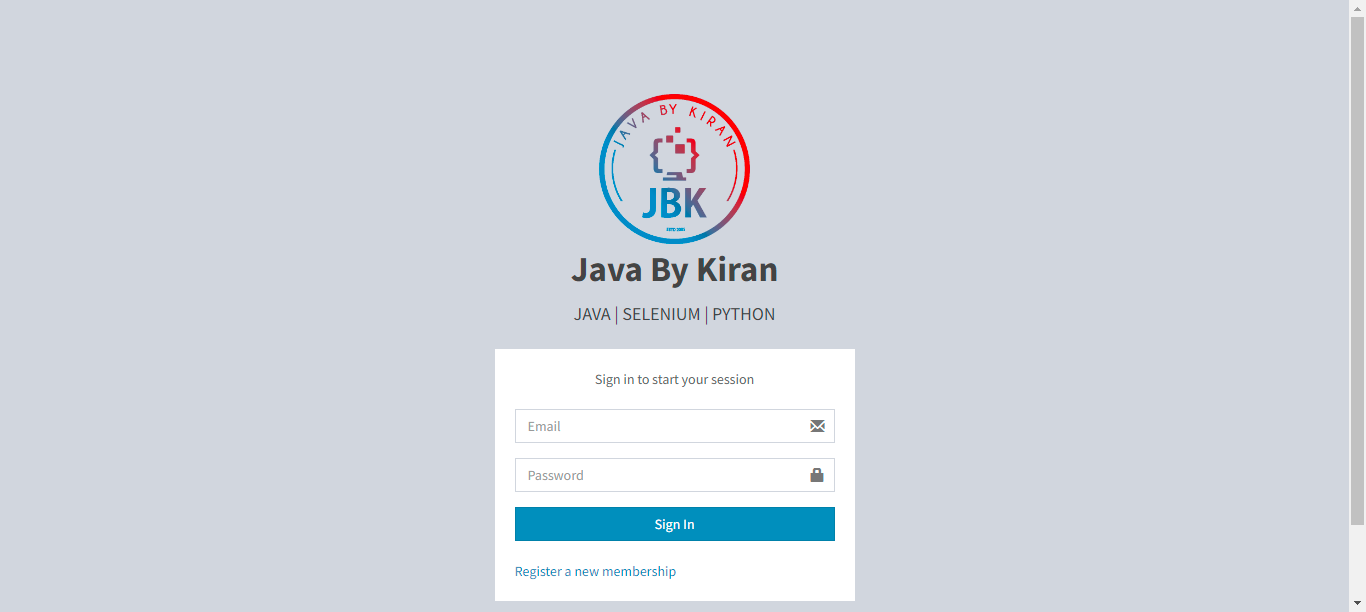 JAVA BY KIRAN
JBK
Java By Kiran
JAVA | SELENIUM | PYTHON
Sign in to start your session
Email
Password
Sign In
Register a new membership